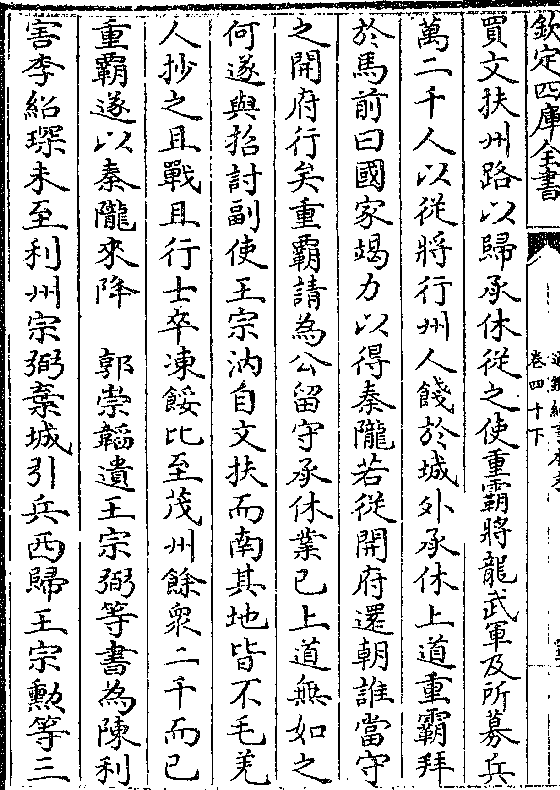 欽定四庫全書
卷四十下
買文扶州路以歸承休從之使重霸將龍武軍及所募兵
萬二千人以從將行州人餞於城外承休上道重霸拜
於馬前曰國家竭力以得秦隴若從開府還朝誰當守
之開府行矣重霸請為公留守承休業已上道無如之
何遂與招討副使王宗汭自文扶而南其地皆不毛羌
人抄之且戰且行士卒凍餒比至茂州餘衆二千而已
重霸遂以秦隴來降　郭崇韜遺王宗弼等書為陳利
害李紹琛未至利州宗弼棄城引兵西歸王宗勳等三